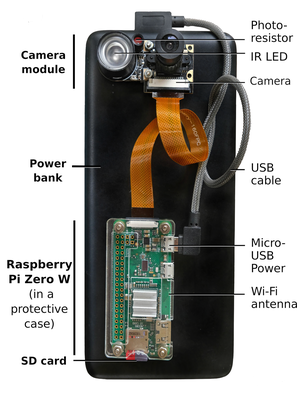 Photo-
resistor
IR LED
Camera
module
Camera
Power
bank
USB
cable
Micro-
USB
Power
Raspberry
Pi Zero W
(in a
protective
case)
Wi-Fi
antenna
SD card